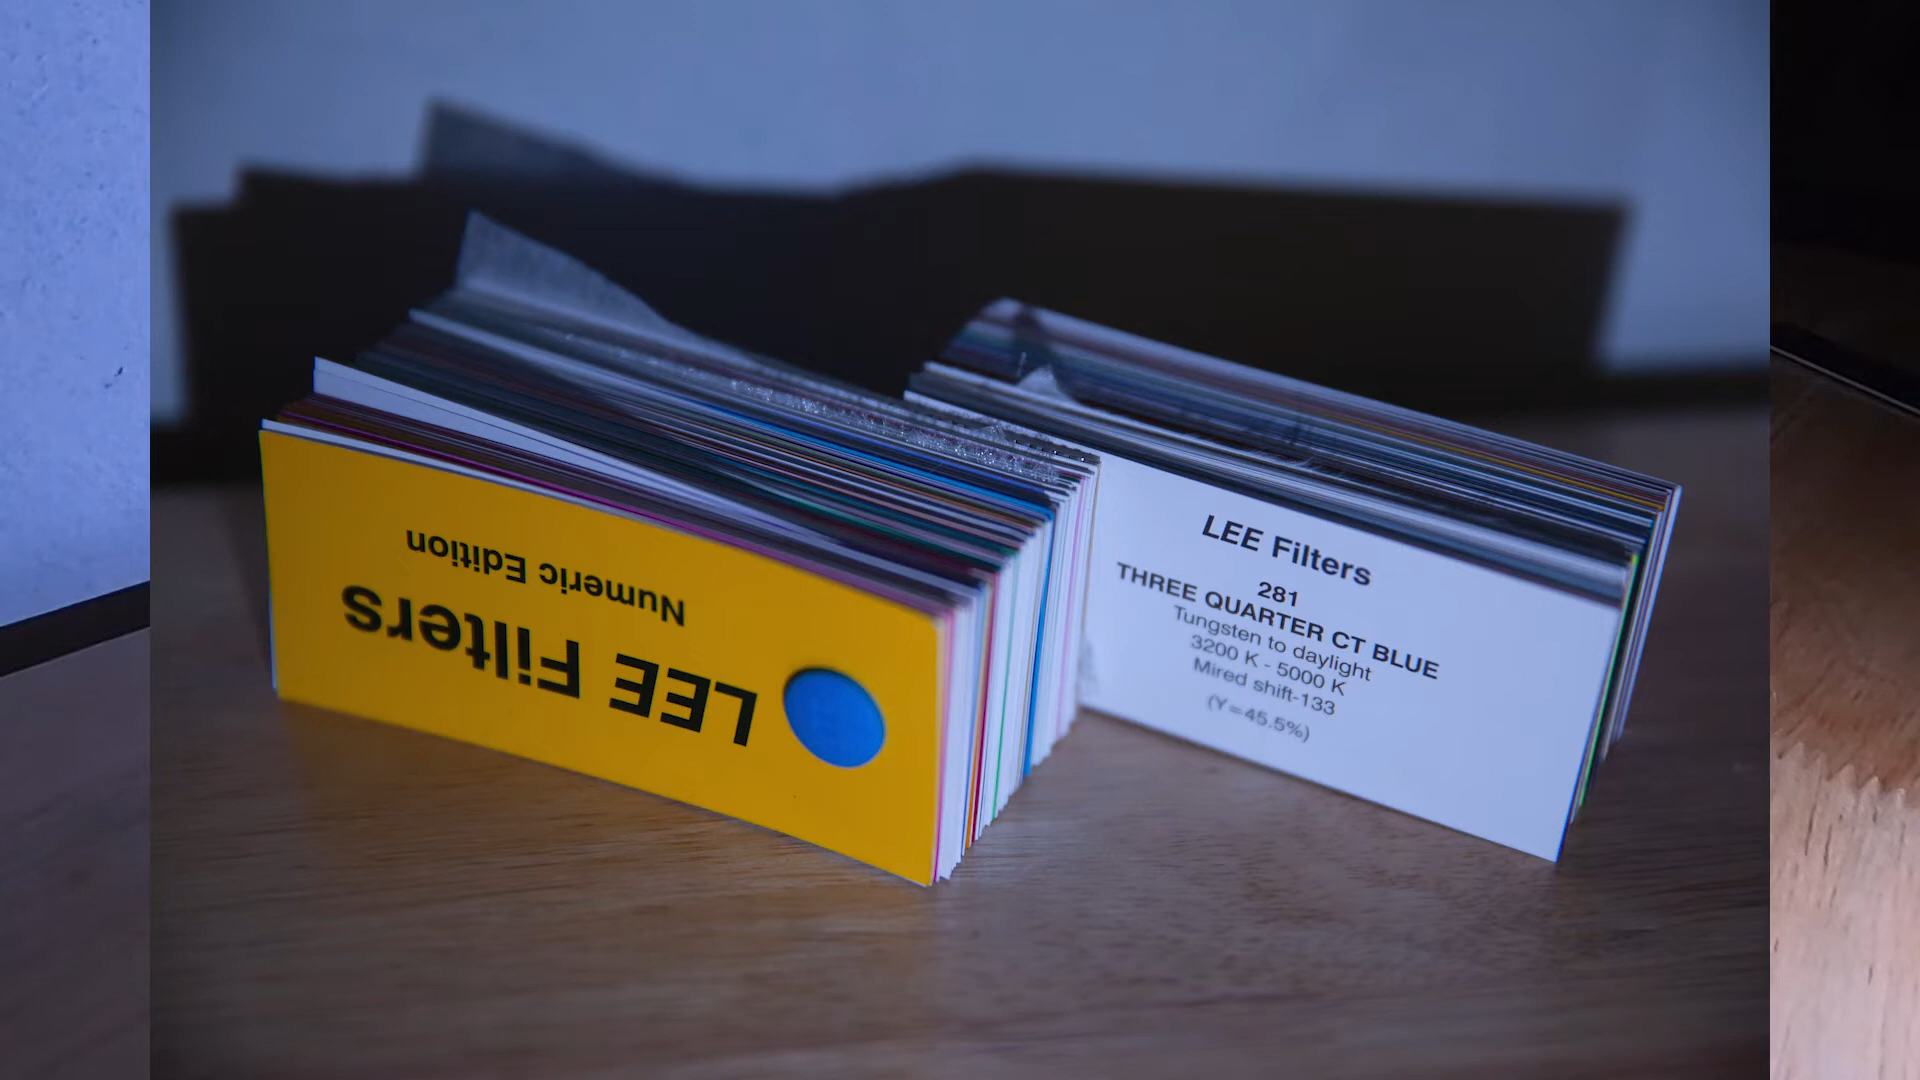 LEE Filters
Numeric Edition
LEE Filters
281
THREE QUARTER CT BLUE
Tungsten to daylight
3200 K - 5000 K
Mired shift-133
(Y=45.5%)